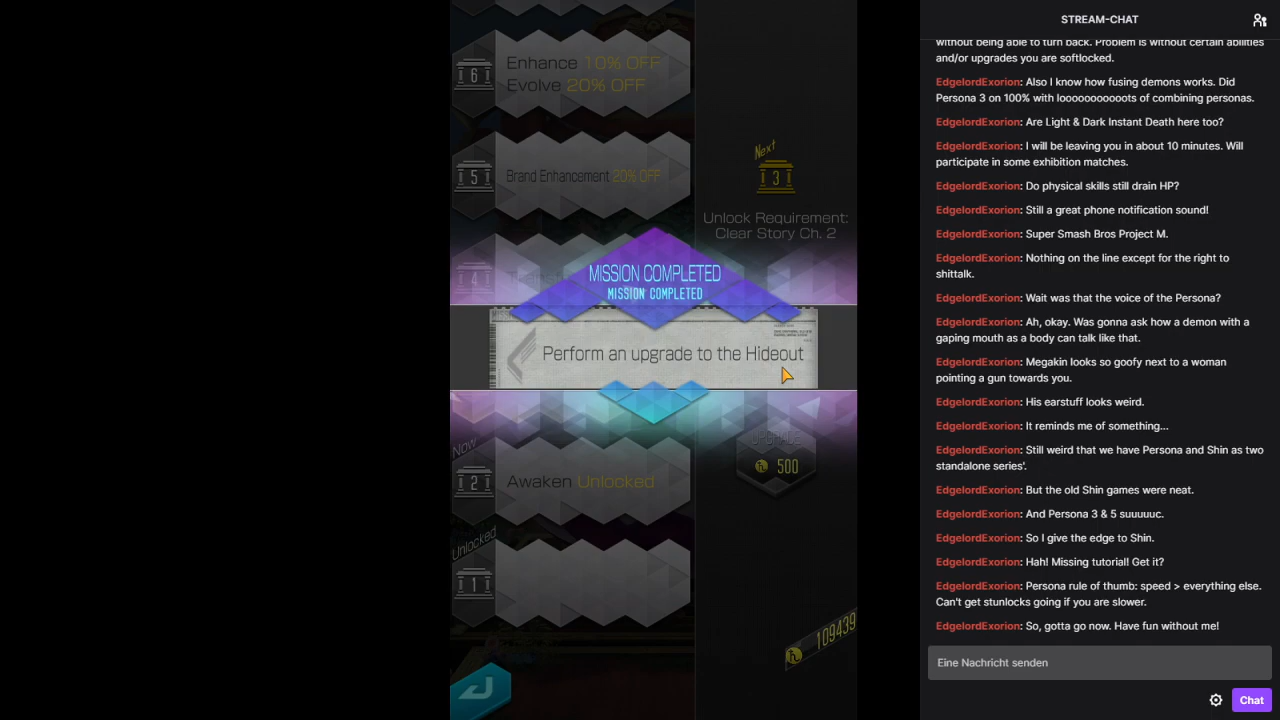 6
Enhance 10% OFF
Evolve 20% OFF
5
Brand Enhancement 20% OFF
Next
3
Unlock Requirement:
Clear Story Ch. 2
4
MISSION COMPLETED
MISSION COMPLETED
Perform an upgrade to the Hideout
UPGRADE
500
Now
2
Awaken Unlocked
Unlocked
1
109439
STREAM-CHAT
without being able to turn back. Problem is without certain abilities
and/or upgrades you are softlocked.
EdgelordExorion: Also I know how fusing demons works. Did
Persona 3 on 100% with looooooooooots of combining personas.
EdgelordExorion: Are Light & Dark Instant Death here too?
EdgelordExorion: I will be leaving you in about 10 minutes. Will
participate in some exhibition matches.
EdgelordExorion: Do physical skills still drain HP?
EdgelordExorion: Still a great phone notification sound!
EdgelordExorion: Super Smash Bros Project M.
EdgelordExorion: Nothing on the line except for the right to
shittalk.
EdgelordExorion: Wait was that the voice of the Persona?
EdgelordExorion: Ah, okay. Was gonna ask how a demon with a
gaping mouth as a body can talk like that.
EdgelordExorion: Megakin looks so goofy next to a woman
pointing a gun towards you.
EdgelordExorion: His earstuff looks weird.
EdgelordExorion: It reminds me of something...
EdgelordExorion: Still weird that we have Persona and Shin as two
standalone series'.
EdgelordExorion: But the old Shin games were neat.
EdgelordExorion: And Persona 3 & 5 suuuuuc.
EdgelordExorion: So I give the edge to Shin.
EdgelordExorion: Hah! Missing tutorial! Get it?
EdgelordExorion: Persona rule of thumb: speed > everything else.
Can't get stunlocks going if you are slower.
EdgelordExorion: So, gotta go now. Have fun without me!
Eine Nachricht senden
Chat